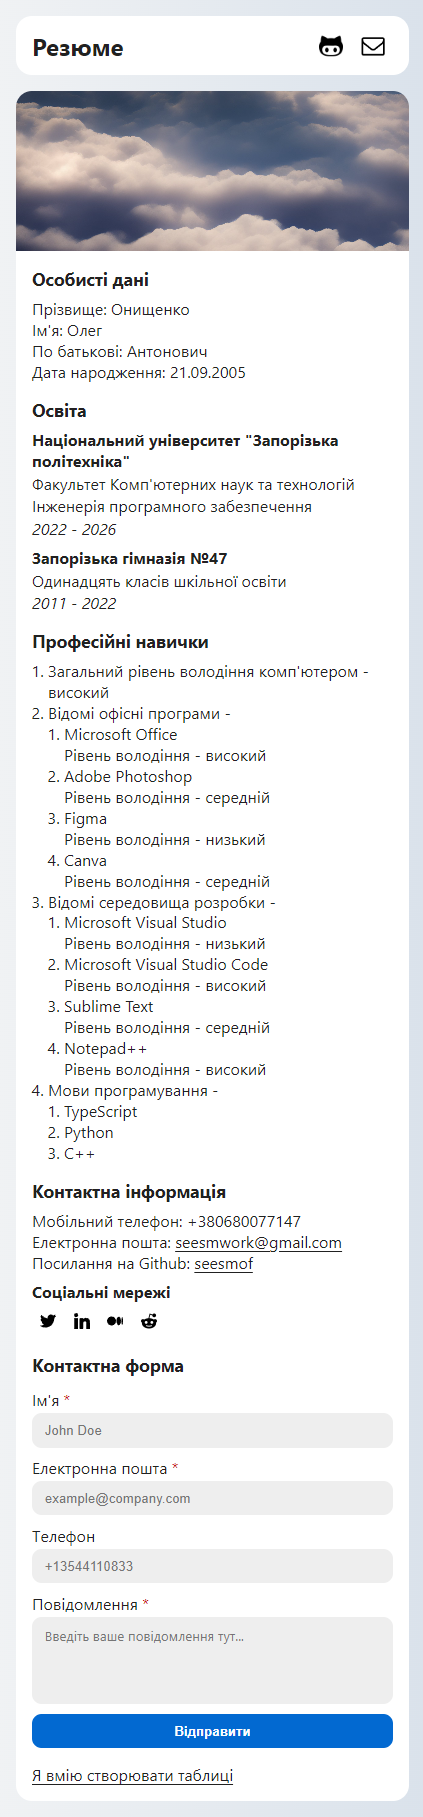 Резюме
Особисті дані
Прізвище: Онищенко
Ім'я: Олег
По батькові: Антонович
Дата народження: 21.09.2005
Освіта
Національний університет "Запорізька
політехніка"
Факультет Комп'ютерних наук та технологій
Інженерія програмного забезпечення
2022 - 2026
Запорізька гімназія №47
Одинадцять класів шкільної освіти
2011 - 2022
Професійні навички
1. Загальний рівень володіння комп'ютером -
високий
2. Відомі офісні програми -
1. Microsoft Office
Рівень володіння - високий
2. Adobe Photoshop
Рівень володіння - середній
3. Figma
Рівень володіння - низький
4. Canva
Рівень володіння - середній
3. Відомі середовища розробки -
1. Microsoft Visual Studio
Рівень володіння - низький
2. Microsoft Visual Studio Code
Рівень володіння - високий
3. Sublime Text
Рівень володіння - середній
4. Notepad++
Рівень володіння - високий
4. Мови програмування -
1. TypeScript
2. Python
3. C++
Контактна інформація
Мобільний телефон: +380680077147
Електронна пошта: seesmwork@gmail.com
Посилання на Github: seesmof
Соціальні мережі
Контактна форма
Ім'я *
John Doe
Електронна пошта *
example@company.com
Телефон
+13544110833
Повідомлення *
Введіть ваше повідомлення тут...
Відправити
Я вмію створювати таблиці